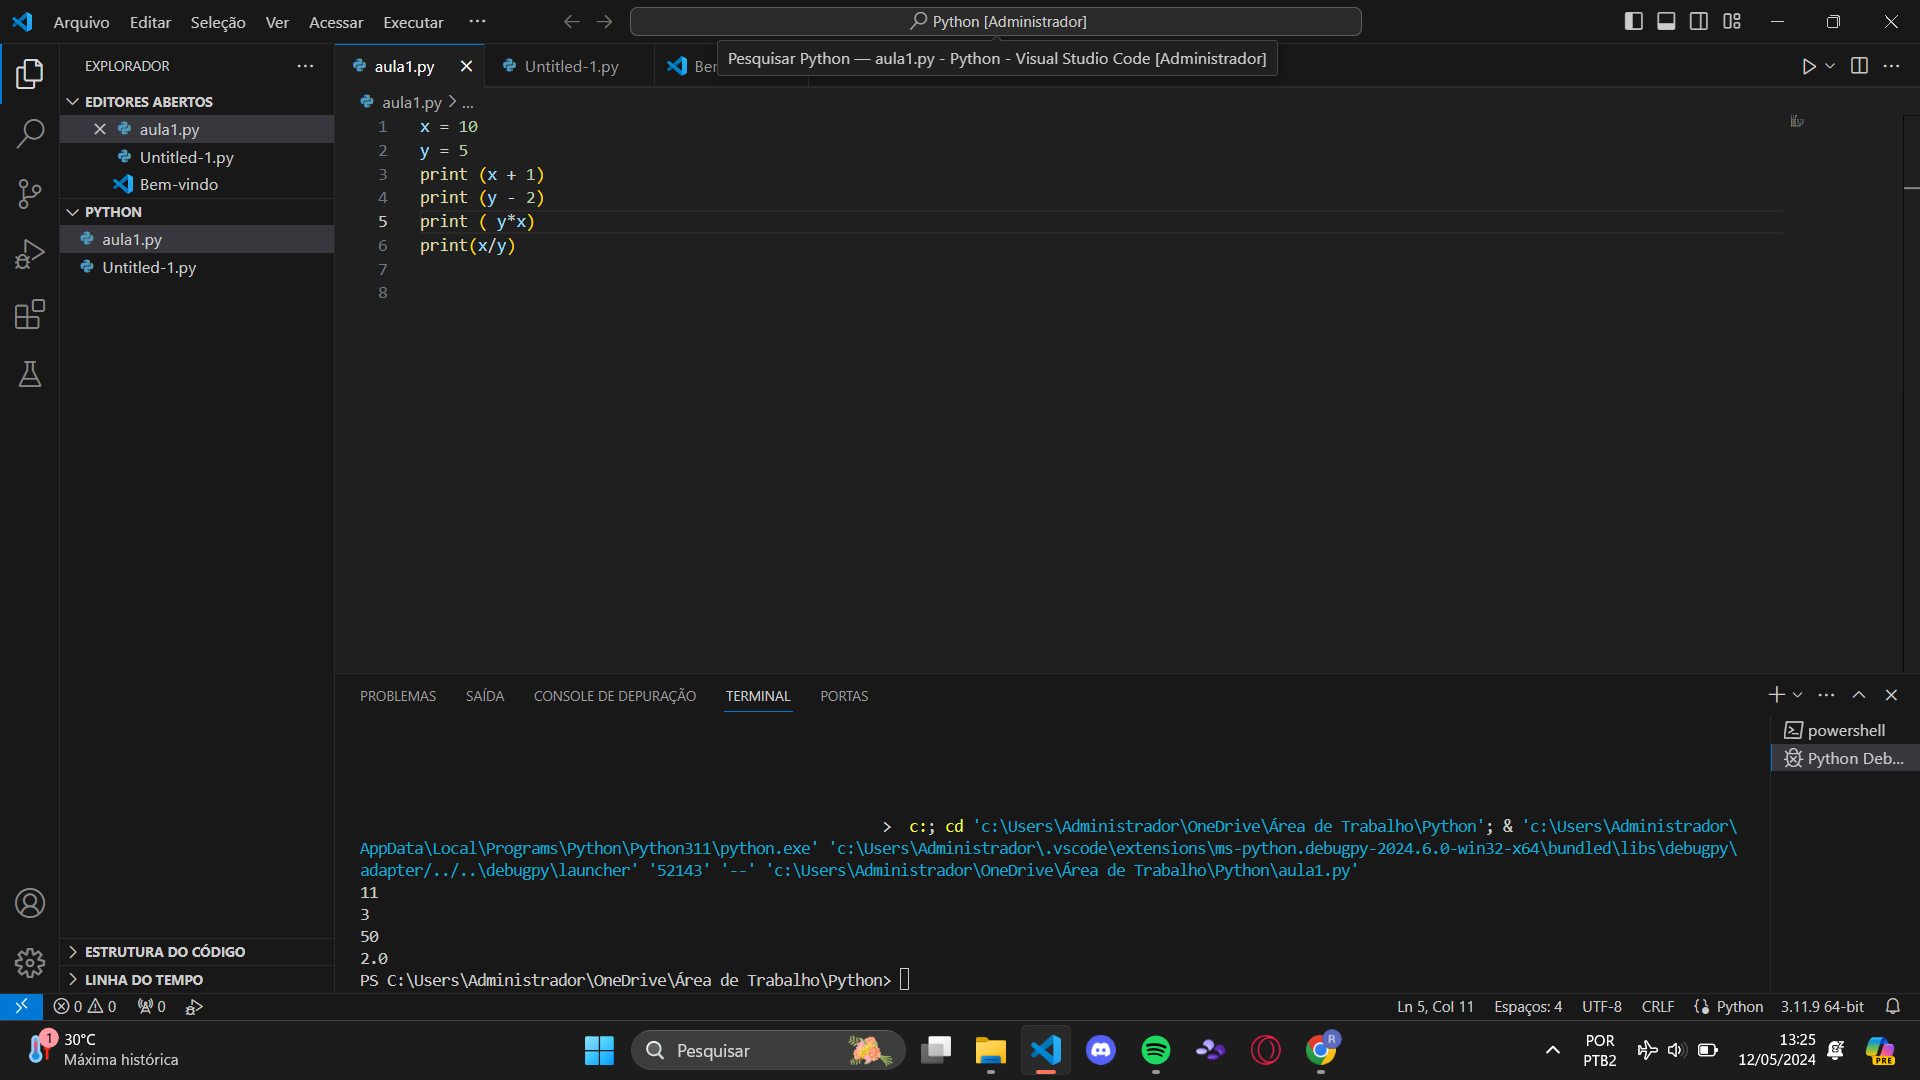 Arquivo Editar Seleção Ver Acessar Executar ···
Python [Administrador]
Pesquisar Python — aula1.py - Python - Visual Studio Code [Administrador]
EXPLORADOR
aula1.py
Untitled-1.py
Ber
EDITORES ABERTOS
aula1.py
Untitled-1.py
Bem-vindo
PYTHON
aula1.py
Untitled-1.py
ESTRUTURA DO CÓDIGO
LINHA DO TEMPO
aula1.py > ...
1 x = 10
2 y = 5
3 print (x + 1)
4 print (y - 2)
5 print ( y*x)
6 print(x/y)
7
8
PROBLEMAS SAÍDA CONSOLE DE DEPURAÇÃO TERMINAL PORTAS
powershell
Python Deb...
> c:; cd 'c:\Users\Administrador\OneDrive\Área de Trabalho\Python'; & 'c:\Users\Administrador\
AppData\Local\Programs\Python\Python311\python.exe' 'c:\Users\Administrador\.vscode\extensions\ms-python.debugpy-2024.6.0-win32-x64\bundled\libs\debugpy\
adapter/../..\debugpy\launcher' '52143' '--' 'c:\Users\Administrador\OneDrive\Área de Trabalho\Python\aula1.py'
11
3
50
2.0
PS C:\Users\Administrador\OneDrive\Área de Trabalho\Python>
0 0 0
Ln 5, Col 11 Espaços: 4 UTF-8 CRLF Python 3.11.9 64-bit
1
30°C
Máxima histórica
Pesquisar
R
POR
PTB2
13:25
12/05/2024
PRE